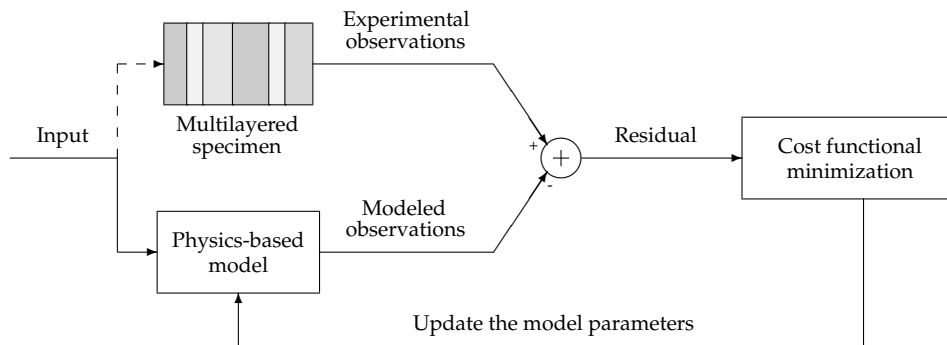 Experimental
observations
Input
Multilayered
specimen
+
+
-
Residual
Cost functional
minimization
Modeled
observations
Physics-based
model
Update the model parameters